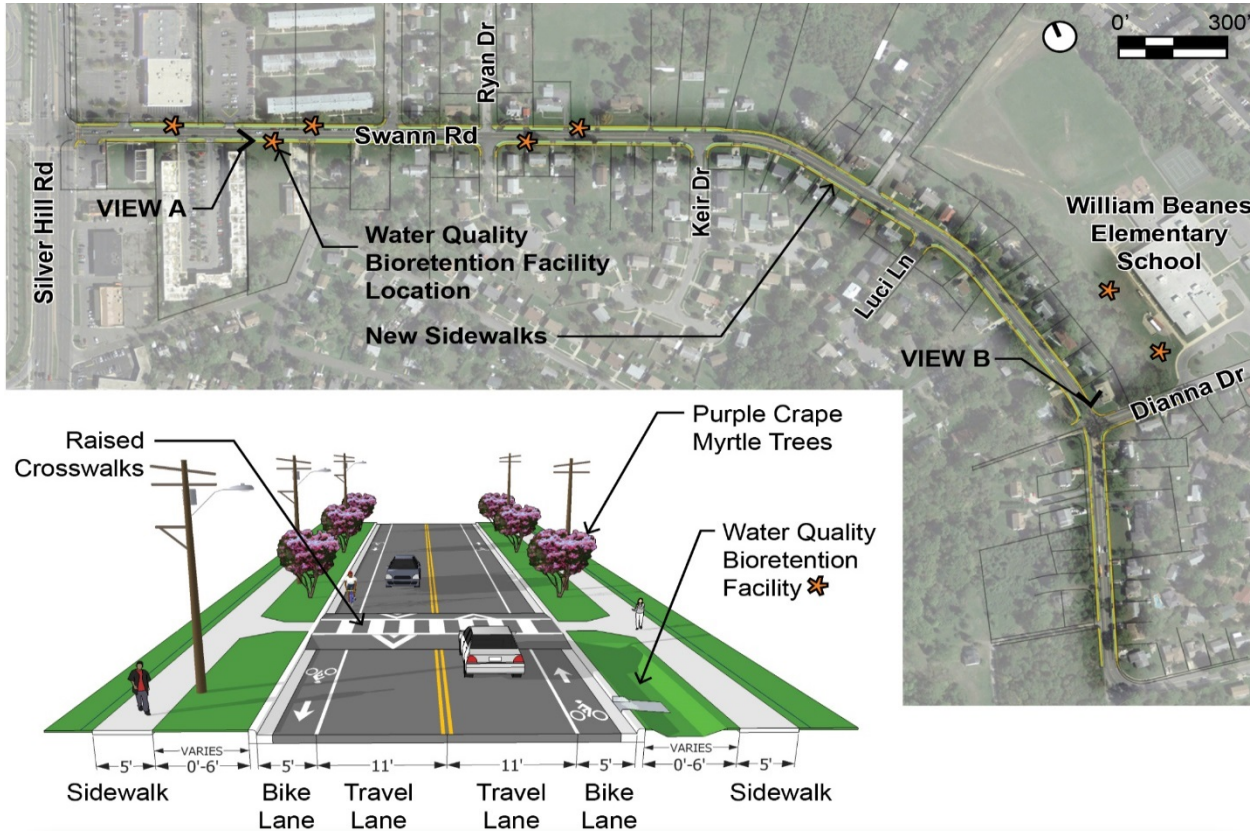 0'
300'
Ryan Dr
Swann Rd
Silver Hill Rd
VIEW A
Keir Dr
Water Quality
Bioretention Facility
Location
New Sidewalks
Luci Ln
William Beanes
Elementary
School
VIEW B
Dianna Dr
Raised
Crosswalks
Purple Crape
Myrtle Trees
Water Quality
Bioretention
Facility
5'
VARIES
0'-6'
5'
11'
11'
5'
VARIES
0'-6'
5'
Sidewalk
Bike
Lane
Travel
Lane
Travel
Lane
Bike
Lane
Sidewalk